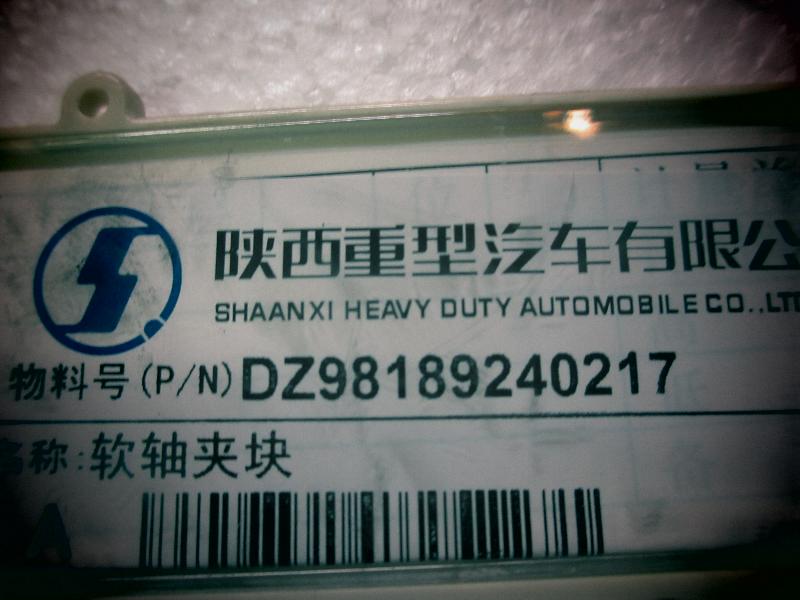 陕西重型汽车有限公
SHAANXI HEAVY DUTY AUTOMOBILE CO.,LT
物料号(P/N)DZ98189240217
名称:软轴夹块
A